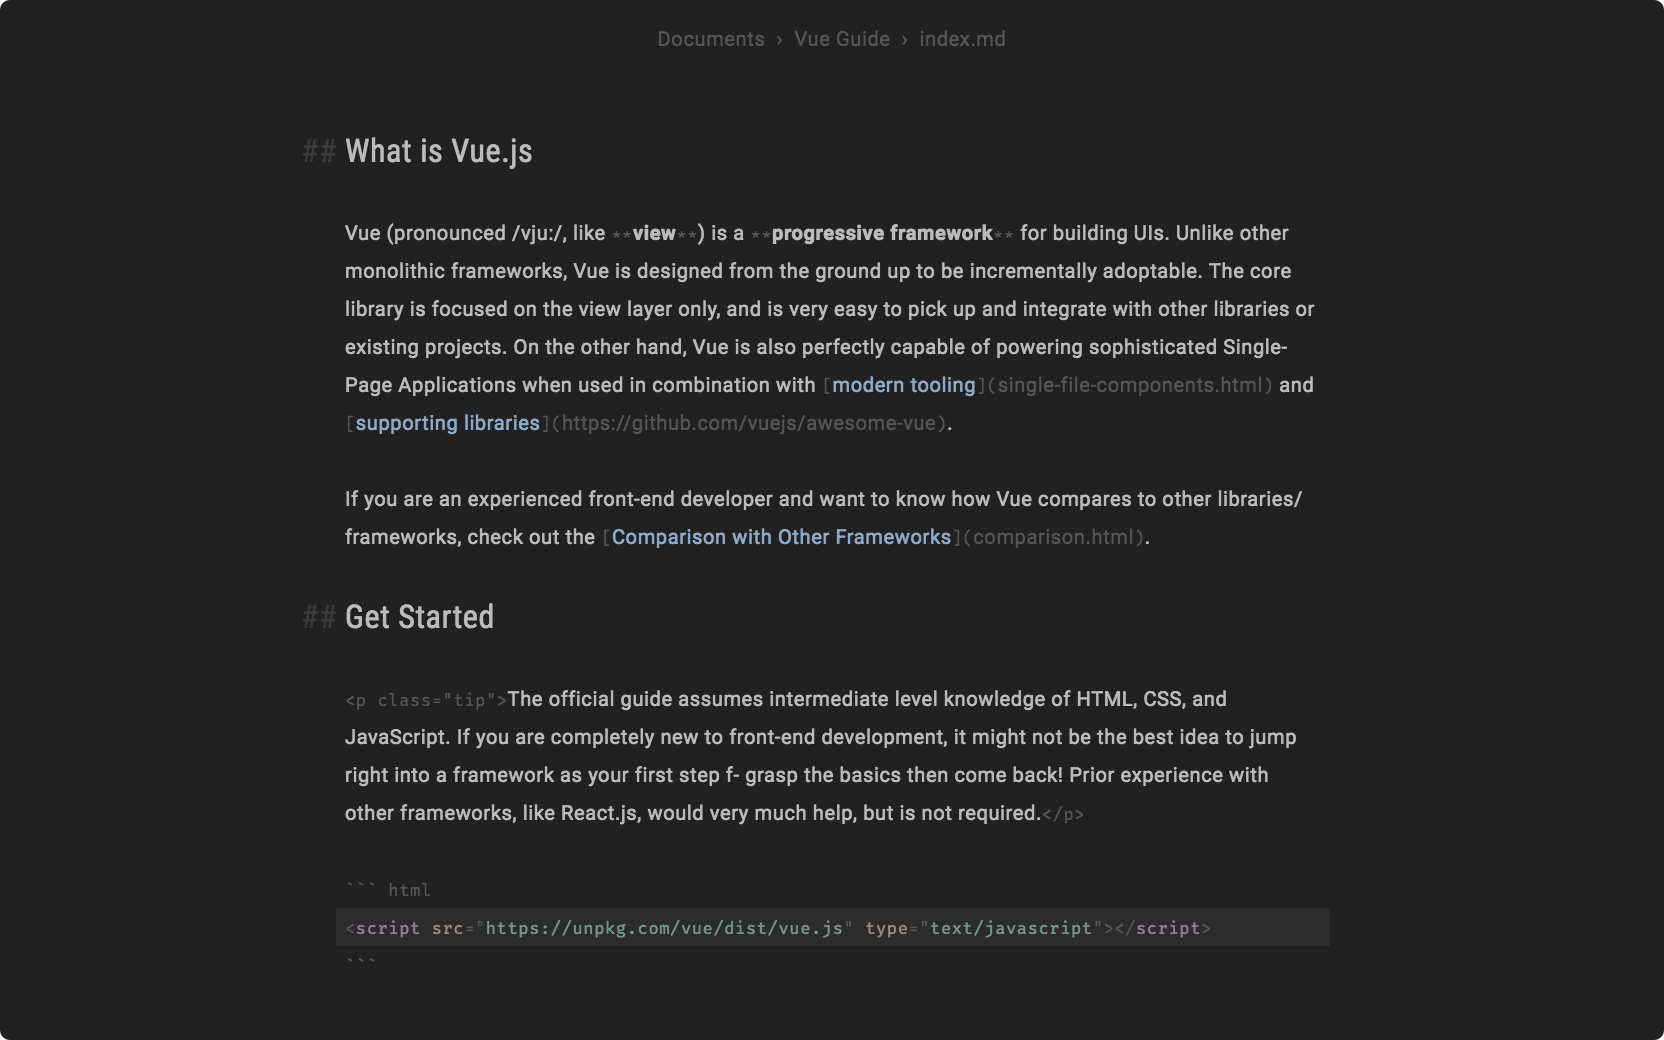 Documents › Vue Guide › index.md
## What is Vue.js
Vue (pronounced /vju:/, like **view**) is a **progressive framework** for building UIs. Unlike other
monolithic frameworks, Vue is designed from the ground up to be incrementally adoptable. The core
library is focused on the view layer only, and is very easy to pick up and integrate with other libraries or
existing projects. On the other hand, Vue is also perfectly capable of powering sophisticated Single-
Page Applications when used in combination with [modern tooling](single-file-components.html) and
[supporting libraries](https://github.com/vuejs/awesome-vue).
If you are an experienced front-end developer and want to know how Vue compares to other libraries/
frameworks, check out the [Comparison with Other Frameworks](comparison.html).
## Get Started
<p class="tip">The official guide assumes intermediate level knowledge of HTML, CSS, and
JavaScript. If you are completely new to front-end development, it might not be the best idea to jump
right into a framework as your first step f- grasp the basics then come back! Prior experience with
other frameworks, like React.js, would very much help, but is not required.</p>
``` html
<script src="https://unpkg.com/vue/dist/vue.js" type="text/javascript"></script>
```